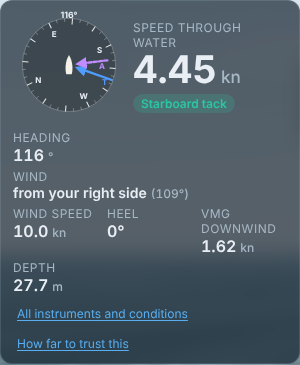 116°
E
S
A
T
N
W
SPEED THROUGH
WATER
4.45 kn
Starboard tack
HEADING
116 °
WIND
from your right side (109°)
WIND SPEED HEEL VMG
DOWNWIND
10.0 kn 0° 1.62 kn
DEPTH
27.7 m
All instruments and conditions
How far to trust this